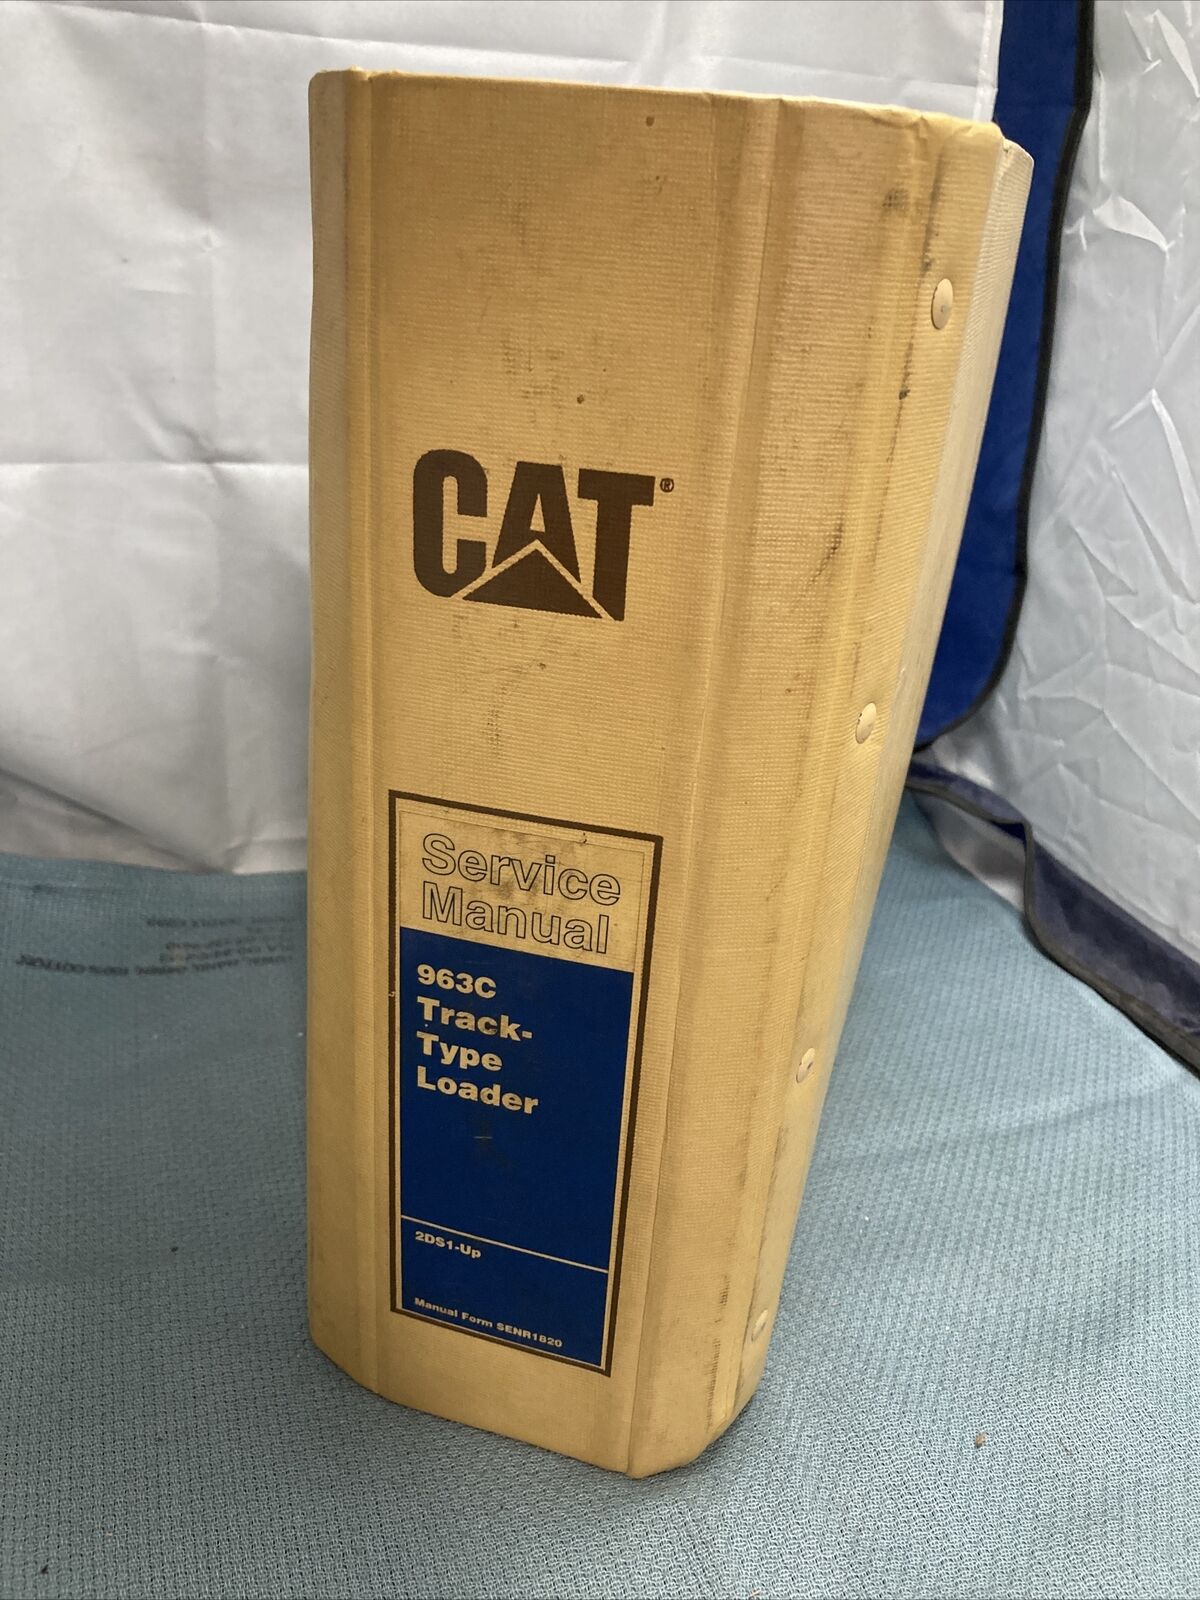 CAT®
Service
Manual
963C
Track-
Type
Loader
2DS1-Up
Manual Form SENR1820